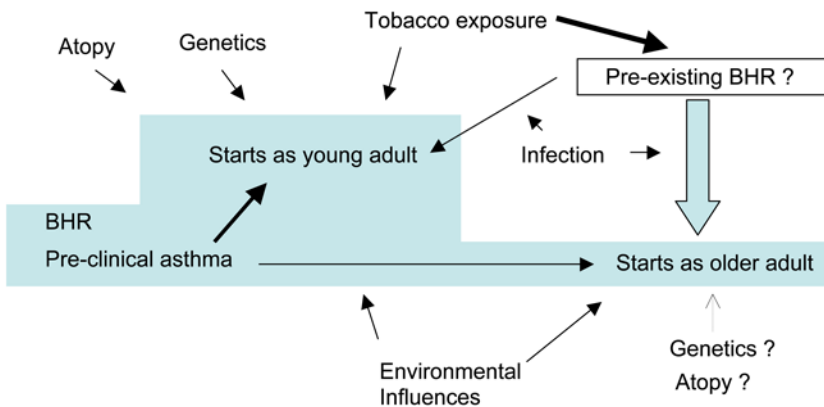 Tobacco exposure
Atopy
Genetics
Pre-existing BHR ?
Starts as young adult
Infection
BHR
Pre-clinical asthma
Starts as older adult
Environmental
Influences
Genetics ?
Atopy ?